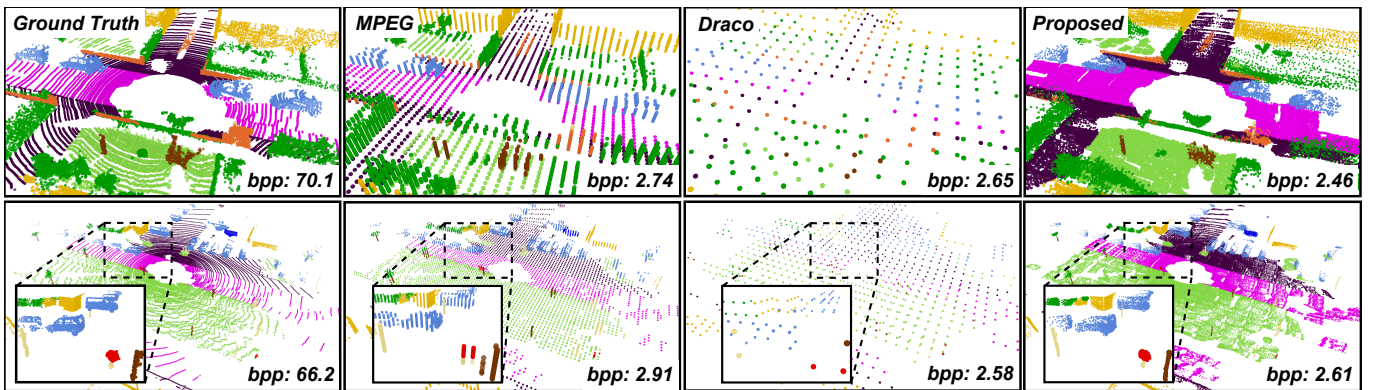 Ground Truth
MPEG
Draco
Proposed
bpp: 70.1
bpp: 2.74
bpp: 2.65
bpp: 2.46
bpp: 66.2
bpp: 2.91
bpp: 2.58
bpp: 2.61